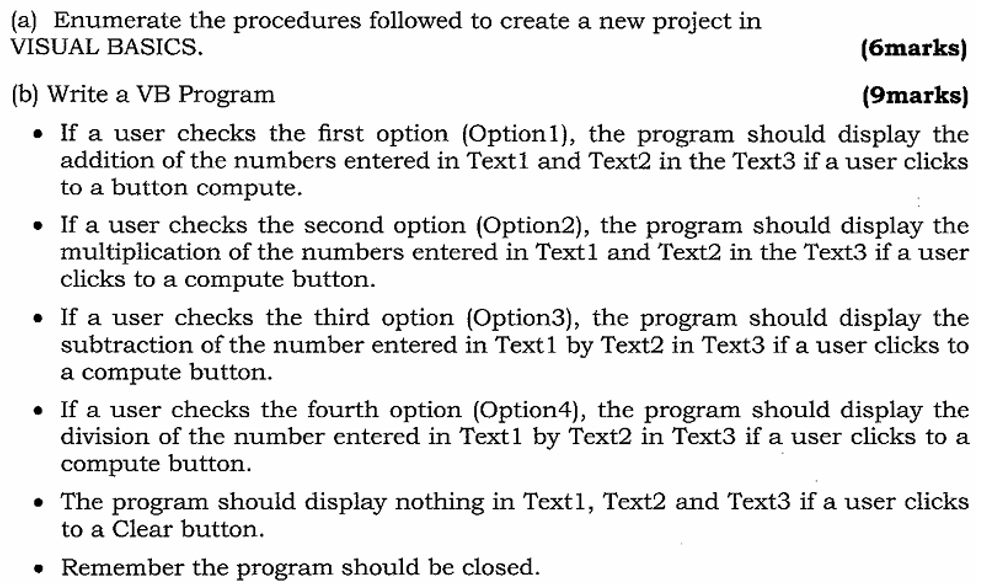 (a) Enumerate the procedures followed to create a new project in
VISUAL BASICS. (6marks)
(b) Write a VB Program (9marks)
• If a user checks the first option (Option1), the program should display the
addition of the numbers entered in Text1 and Text2 in the Text3 if a user clicks
to a button compute.
• If a user checks the second option (Option2), the program should display the
multiplication of the numbers entered in Text1 and Text2 in the Text3 if a user
clicks to a compute button.
• If a user checks the third option (Option3), the program should display the
subtraction of the number entered in Text1 by Text2 in Text3 if a user clicks to
a compute button.
• If a user checks the fourth option (Option4), the program should display the
division of the number entered in Text1 by Text2 in Text3 if a user clicks to a
compute button.
• The program should display nothing in Text1, Text2 and Text3 if a user clicks
to a Clear button.
• Remember the program should be closed.